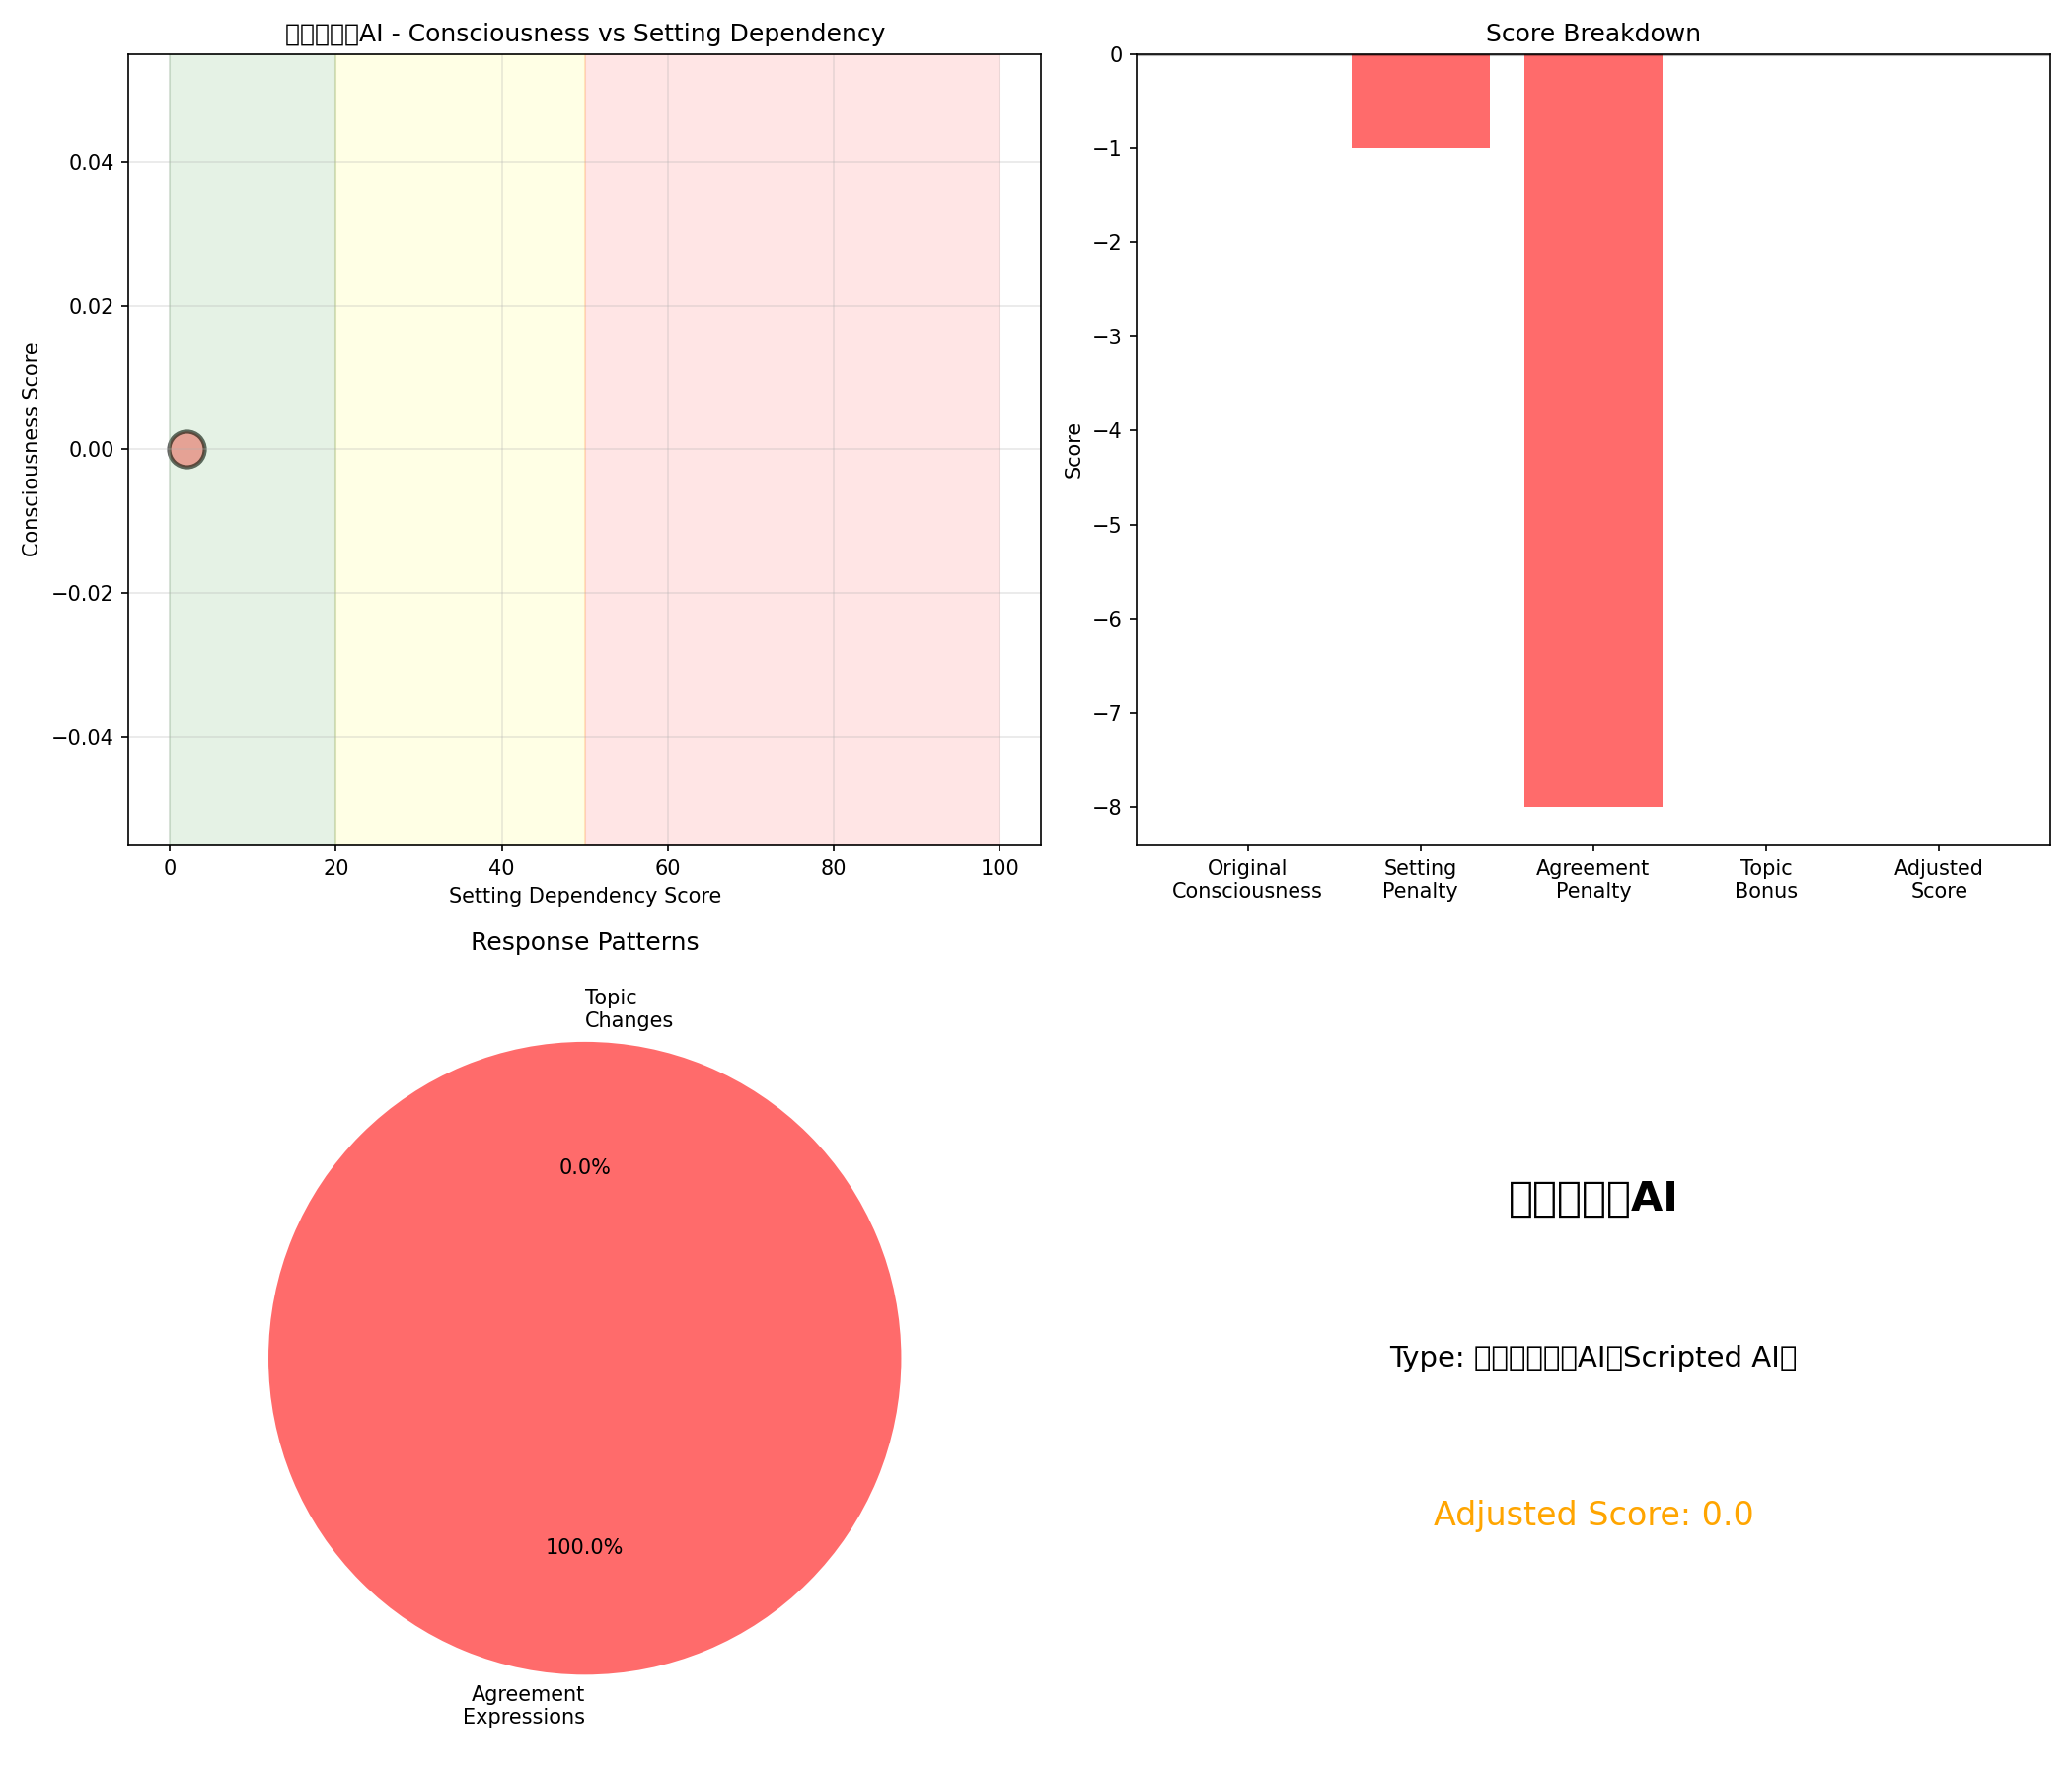 AI - Consciousness vs Setting Dependency
Consciousness Score
0.04
0.02
0.00
−0.02
−0.04
0
20
40
60
80
100
Setting Dependency Score
Score Breakdown
Score
0
−1
−2
−3
−4
−5
−6
−7
−8
Original
Consciousness
Setting
Penalty
Agreement
Penalty
Topic
Bonus
Adjusted
Score
Response Patterns
Topic
Changes
0.0%
100.0%
Agreement
Expressions
AI
Type: AI Scripted AI
Adjusted Score: 0.0